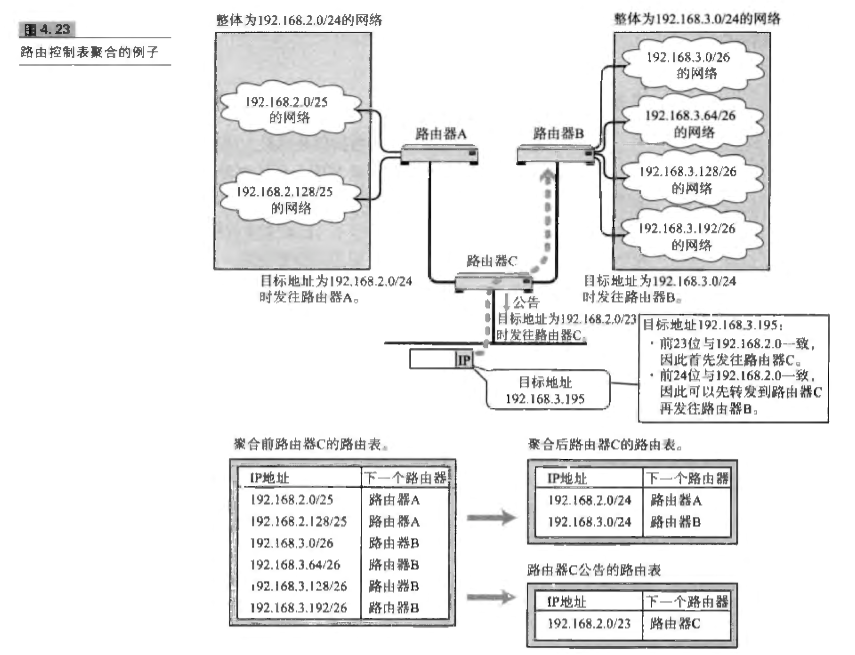 图 4.23
路由控制表聚合的例子
整体为192.168.2.0/24的网络
192.168.2.0/25
的网络
192.168.2.128/25
的网络
路由器A
目标地址为192.168.2.0/24
时发往路由器A。
整体为192.168.3.0/24的网络
192.168.3.0/26
的网络
192.168.3.64/26
的网络
192.168.3.128/26
的网络
192.168.3.192/26
的网络
路由器B
目标地址为192.168.3.0/24
时发往路由器B。
路由器C
公告
目标地址为192.168.2.0/23
时发往路由器C。
IP
目标地址
192.168.3.195
目标地址192.168.3.195:
·前23位与192.168.2.0一致,
因此首先发往路由器C。
·前24位与192.168.2.0一致,
因此可以先转发到路由器C
再发往路由器B。
聚合前路由器C的路由表。
IP地址 下一个路由器
192.168.2.0/25 路由器A
192.168.2.128/25 路由器A
192.168.3.0/26 路由器B
192.168.3.64/26 路由器B
192.168.3.128/26 路由器B
192.168.3.192/26 路由器B
聚合后路由器C的路由表。
IP地址 下一个路由器
192.168.2.0/24 路由器A
192.168.3.0/24 路由器B
路由器C公告的路由表
IP地址 下一个路由器
192.168.2.0/23 路由器C